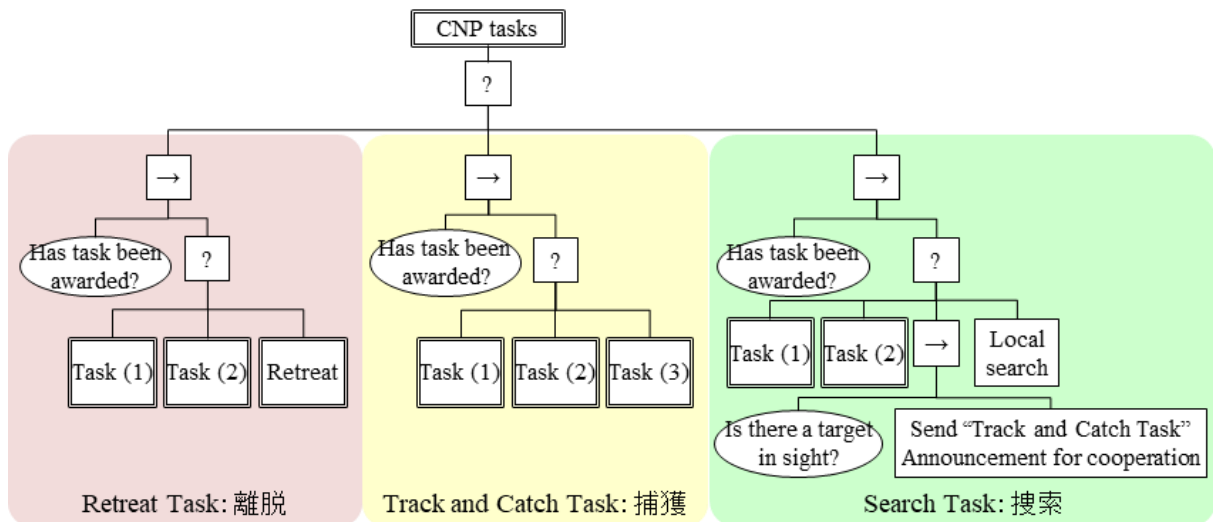 CNP tasks
?
→
→
→
Has task been
awarded?
?
Has task been
awarded?
?
Has task been
awarded?
?
Task (1)
Task (2)
Retreat
Task (1)
Task (2)
Task (3)
Task (1)
Task (2)
→
Local
search
Is there a target
in sight?
Send “Track and Catch Task”
Announcement for cooperation
Retreat Task: 離脱
Track and Catch Task: 捕獲
Search Task: 捜索